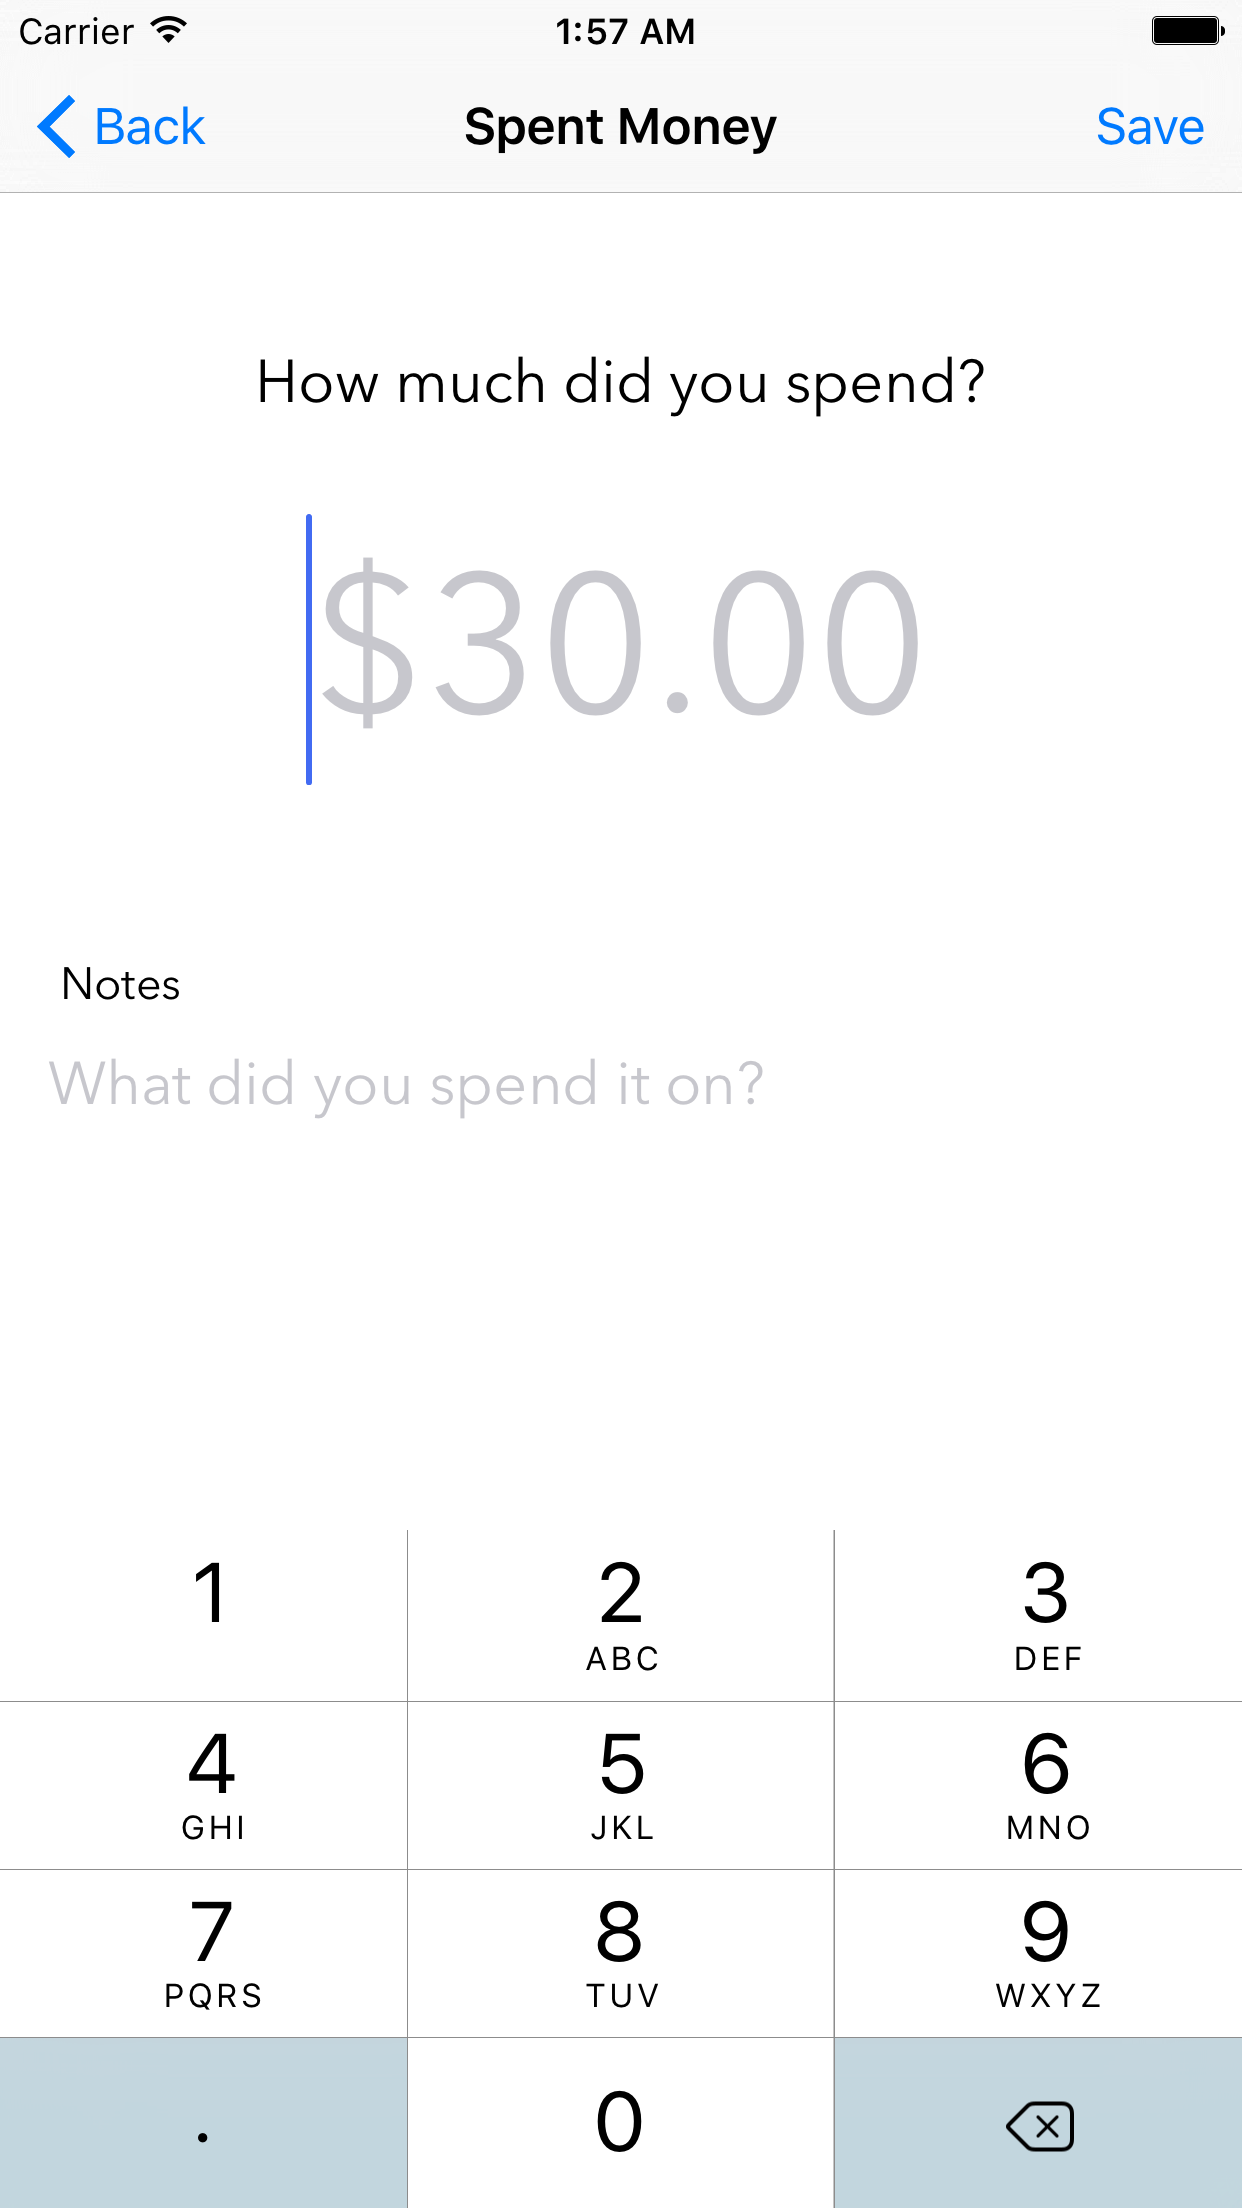 Carrier 1:57 AM
Back Spent Money Save
How much did you spend?
$30.00
Notes
What did you spend it on?
1 2 3
ABC DEF
4 5 6
GHI JKL MNO
7 8 9
PQRS TUV WXYZ
. 0